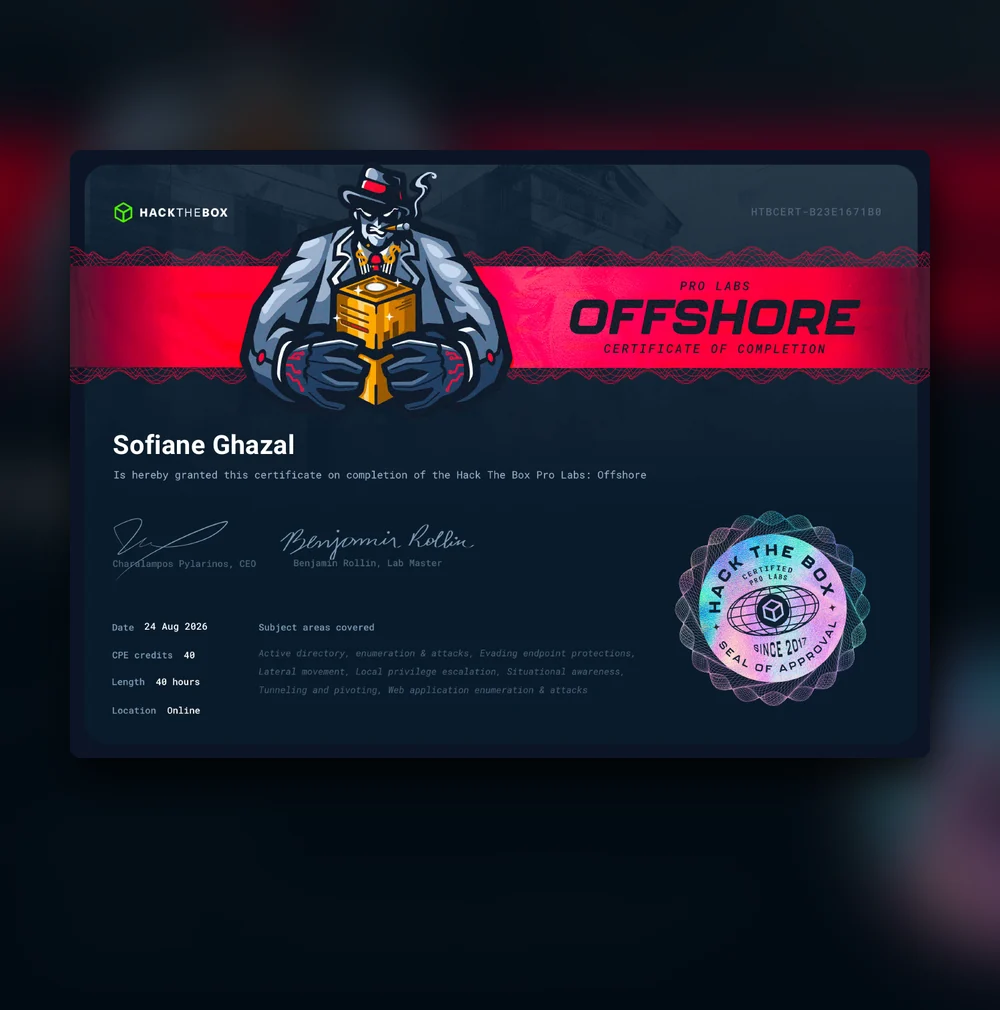 HACKTHEBOX
HTBCERT-B23E1671B0
PRO LABS
OFFSHORE
CERTIFICATE OF COMPLETION
Sofiane Ghazal
Is hereby granted this certificate on completion of the Hack The Box Pro Labs: Offshore
Benjamin Rollin
Charalampos Pylarinos, CEO
Benjamin Rollin, Lab Master
Date 24 Aug 2026
CPE credits 40
Length 40 hours
Location Online
Subject areas covered
Active directory, enumeration & attacks, Evading endpoint protections,
Lateral movement, Local privilege escalation, Situational awareness,
Tunneling and pivoting, Web application enumeration & attacks
HACK THE BOX
CERTIFIED
PRO LABS
SINCE 2017
SEAL OF APPROVAL